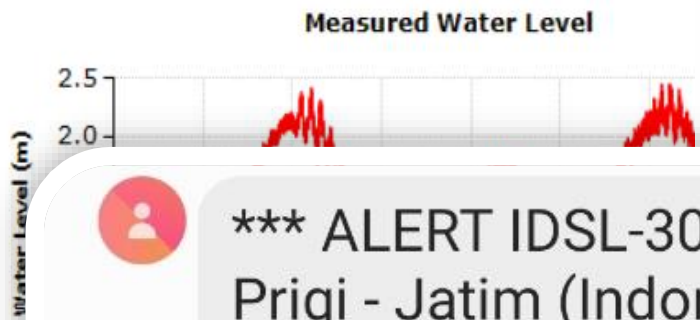 Measured Water Level
2.5
2.0
Water Level (m)
*** ALERT IDSL-30
Prigi - Jatim (Indo